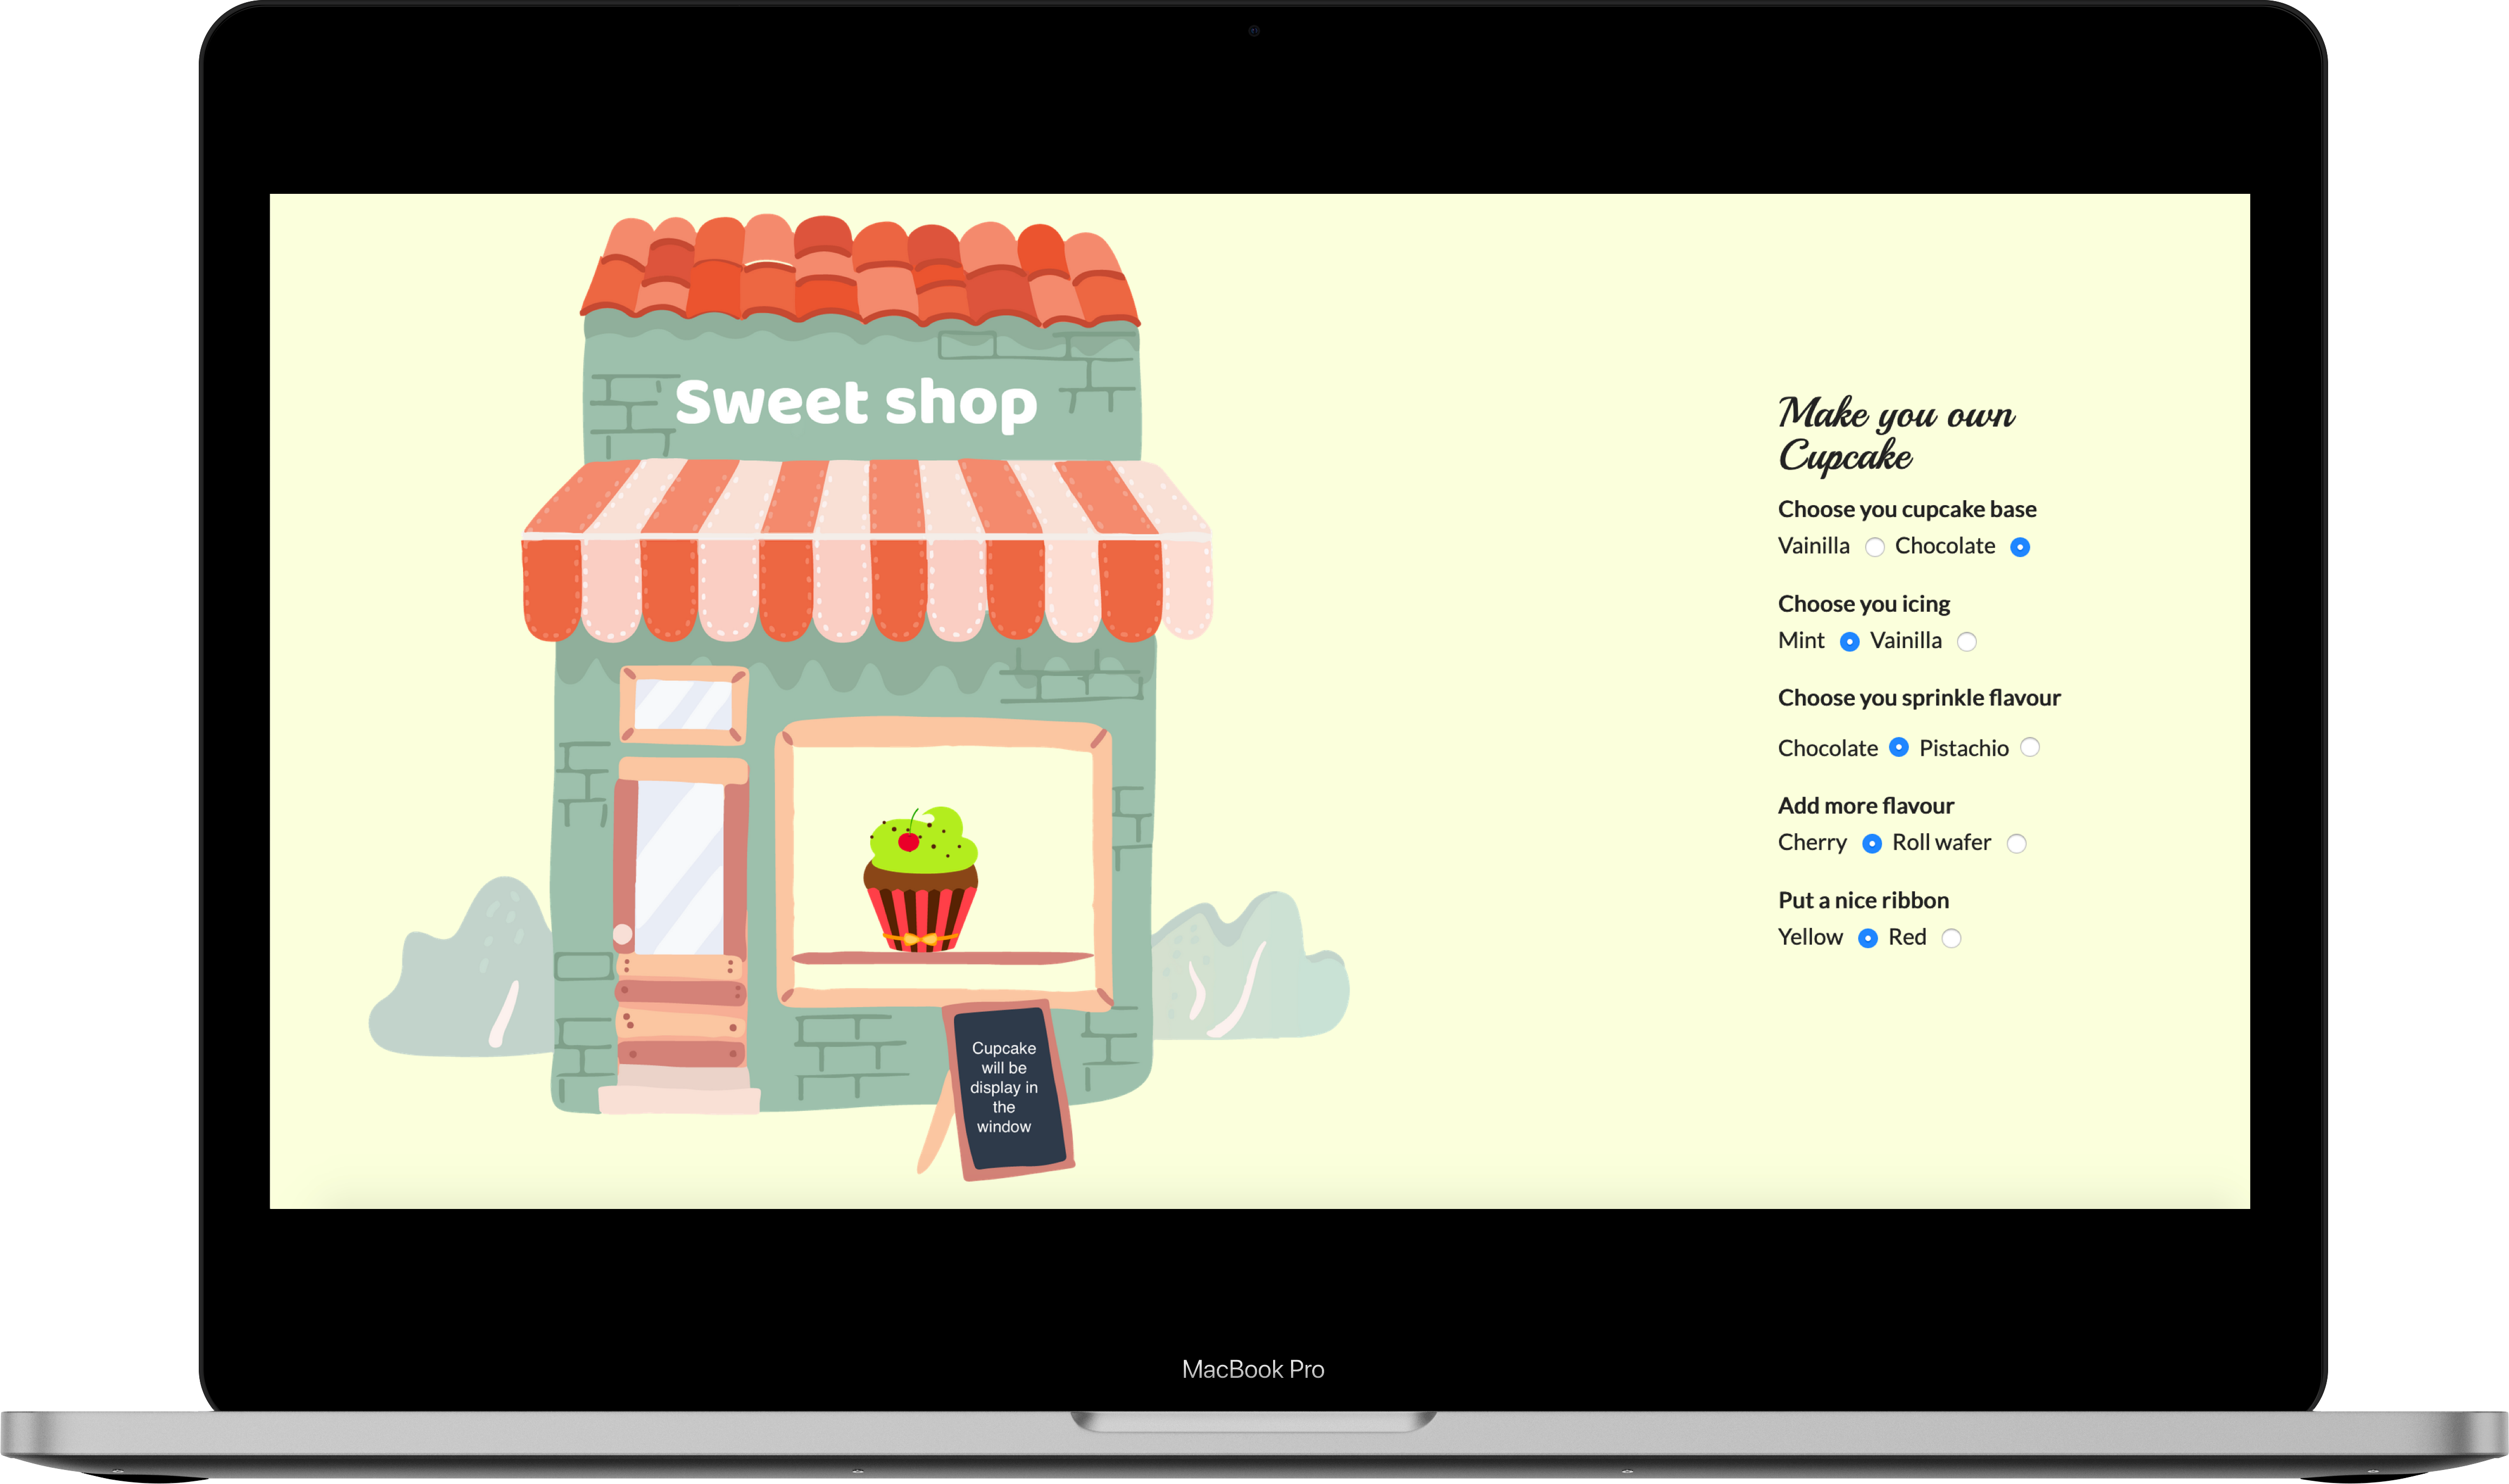 Sweet shop
Make you own
Cupcake
Choose you cupcake base
Vainilla Chocolate
Choose you icing
Mint Vainilla
Choose you sprinkle flavour
Chocolate Pistachio
Add more flavour
Cherry Roll wafer
Put a nice ribbon
Yellow Red
Cupcake
will be
display in
the
window
MacBook Pro